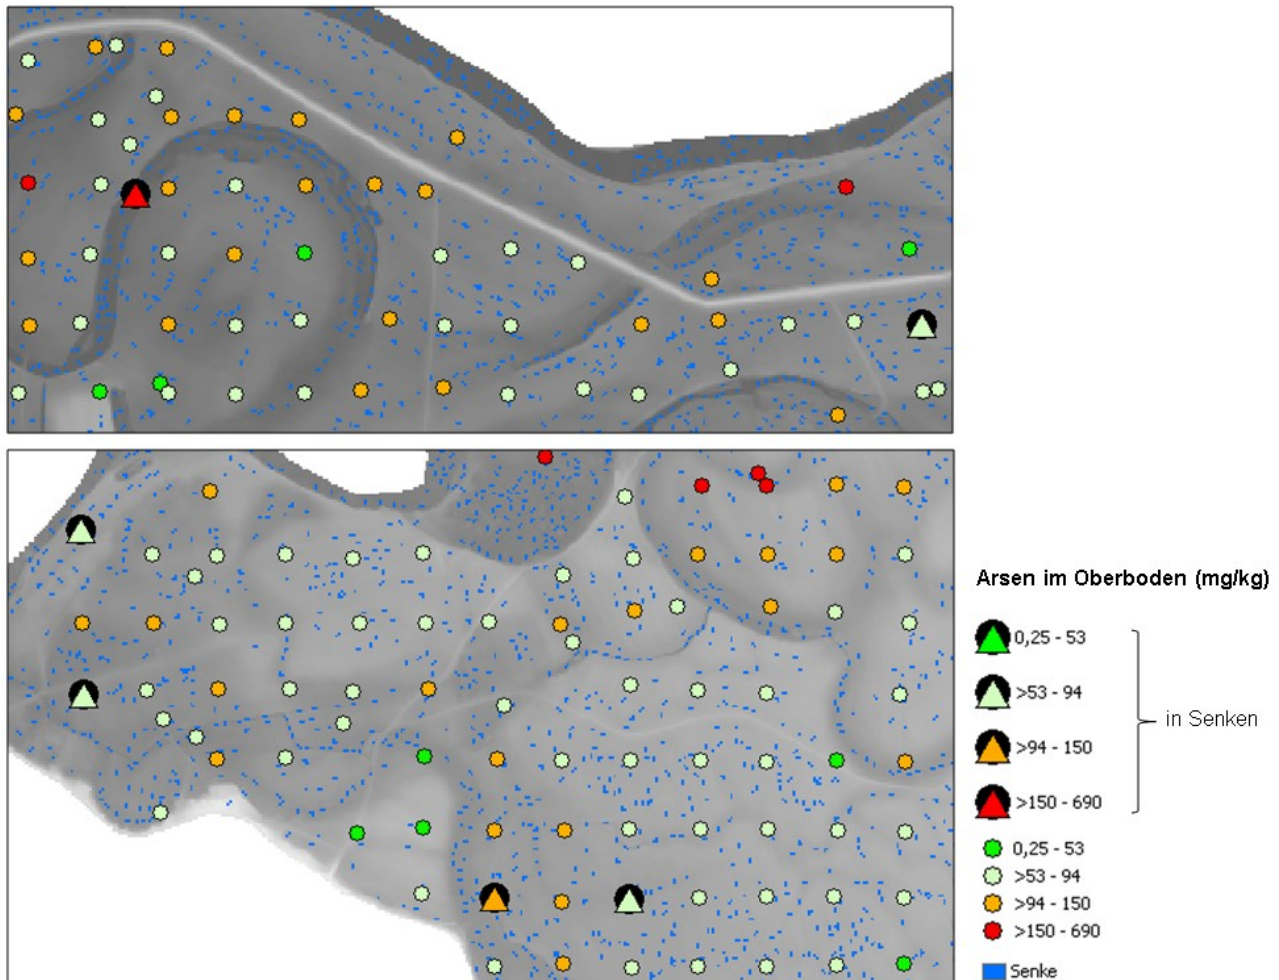 Arsen im Oberboden (mg/kg)
0,25 - 53
>53 - 94
in Senken
>94 - 150
>150 - 690
0,25 - 53
>53 - 94
>94 - 150
>150 - 690
Senke